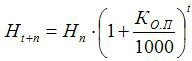 H_{t+n} = H_n · (1 + K_{О.П} / 1000)^t